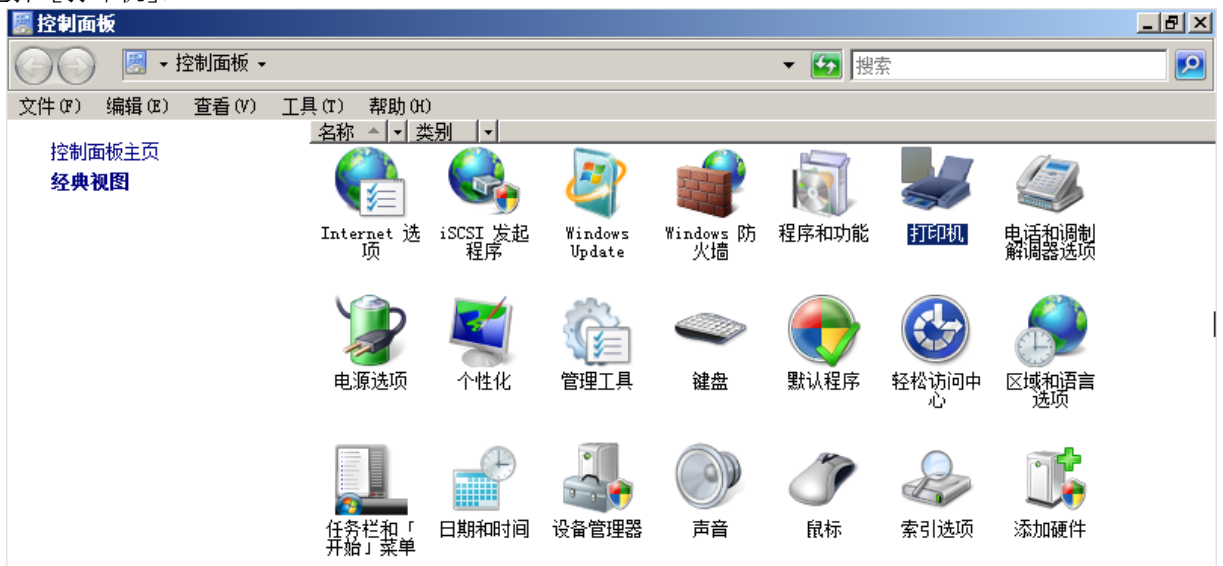 控制面板
控制面板
搜索
文件(F) 编辑(E) 查看(V) 工具(T) 帮助(H)
名称 类别
控制面板主页
经典视图
Internet 选项
iSCSI 发起程序
Windows Update
Windows 防火墙
程序和功能
打印机
电话和调制解调器选项
电源选项
个性化
管理工具
键盘
默认程序
轻松访问中心
区域和语言选项
任务栏和「开始」菜单
日期和时间
设备管理器
声音
鼠标
索引选项
添加硬件